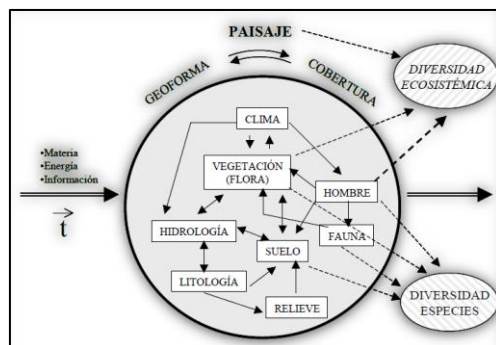 PAISAJE
GEOFORMA
COBERTURA
DIVERSIDAD
ECOSISTÉMICA
CLIMA
•Materia
•Energía
•Información
VEGETACIÓN
(FLORA)
HOMBRE
t
HIDROLOGÍA
FAUNA
SUELO
LITOLOGÍA
RELIEVE
DIVERSIDAD
ESPECIES